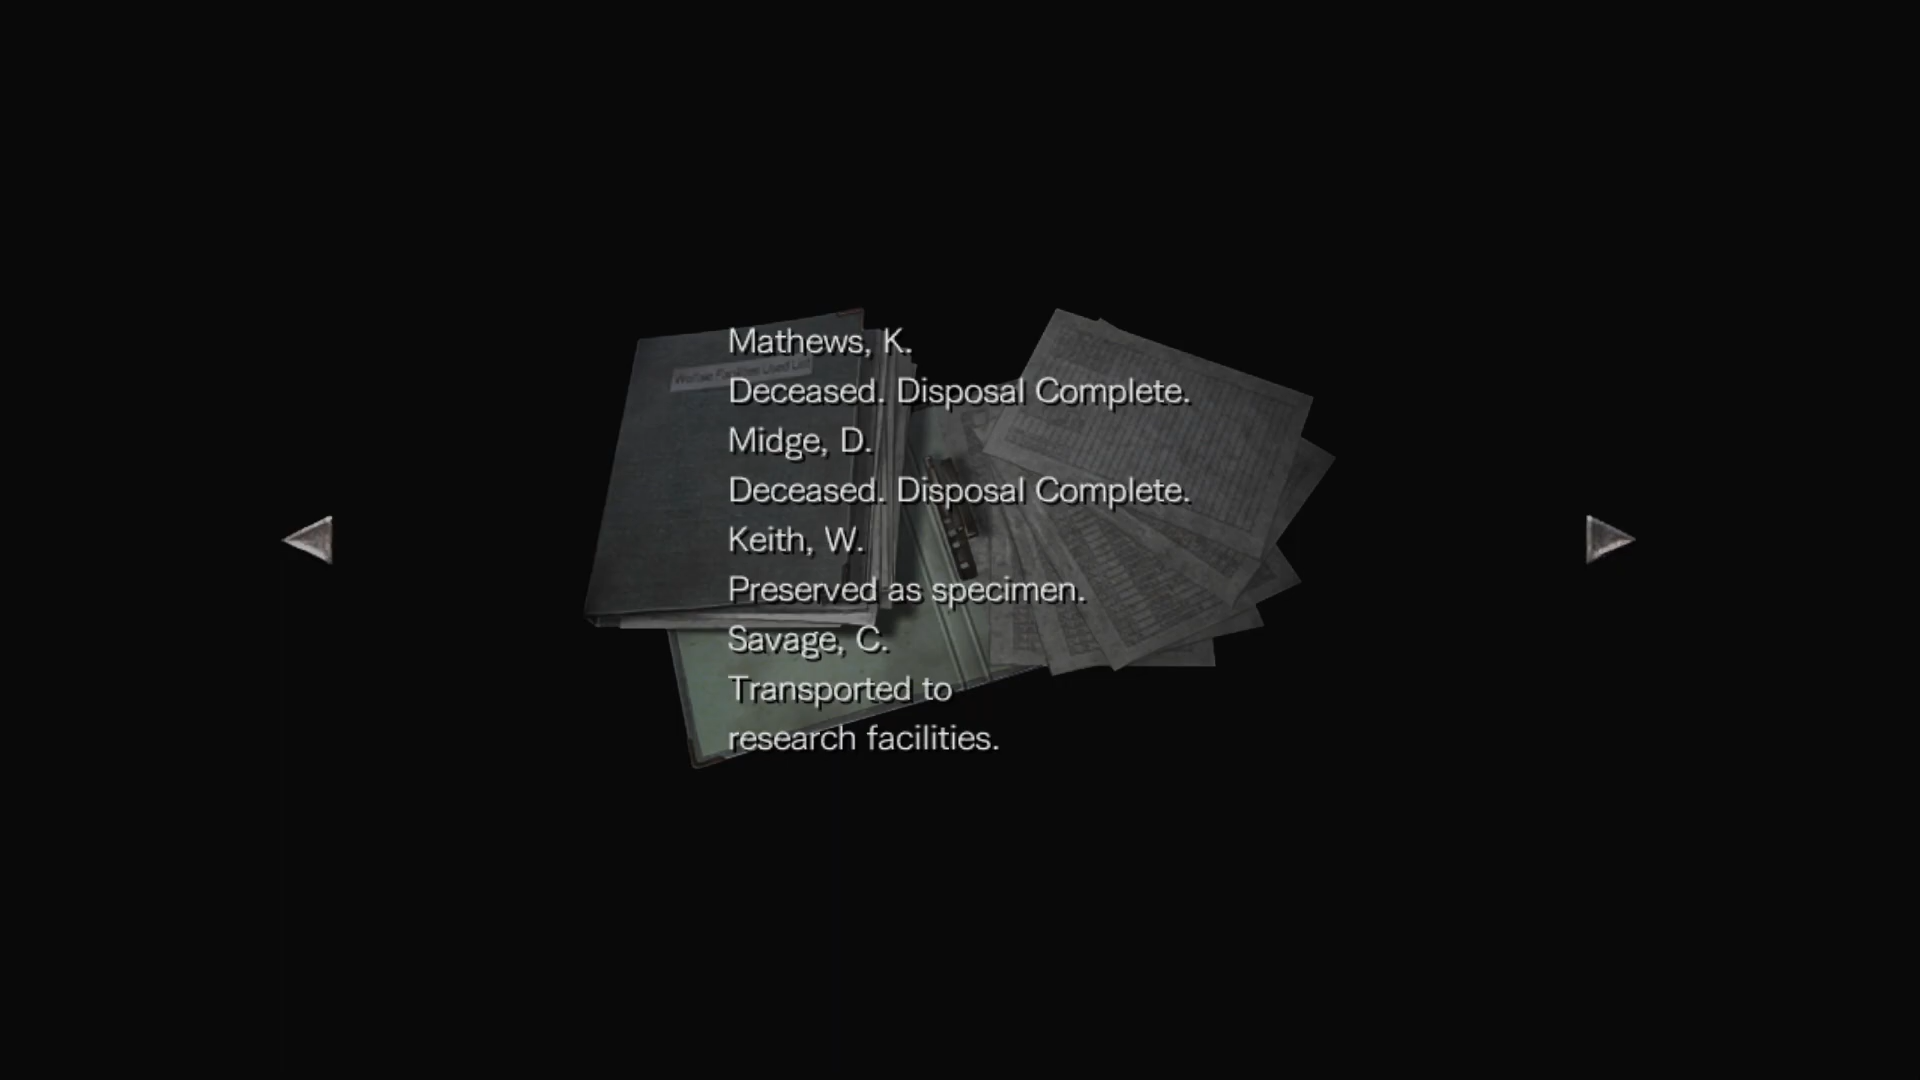 Mathews, K.
Deceased. Disposal Complete.
Midge, D.
Deceased. Disposal Complete.
Keith, W.
Preserved as specimen.
Savage, C.
Transported to
research facilities.